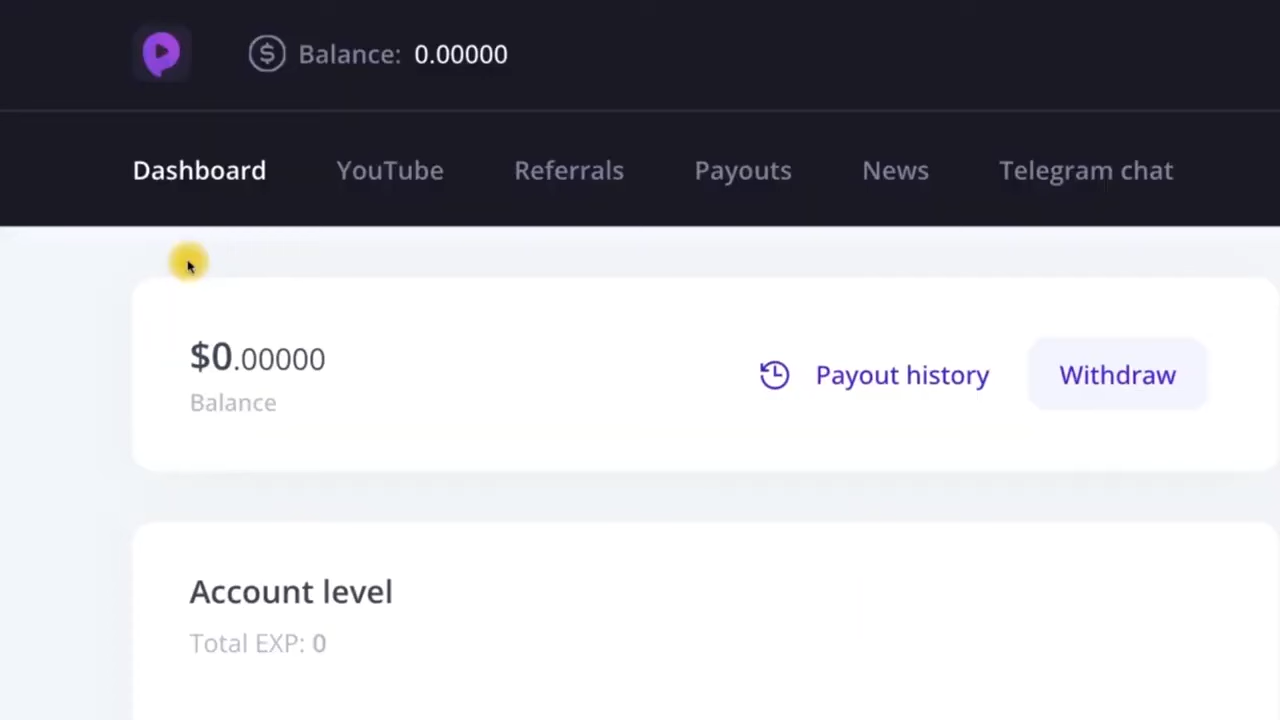 Balance: 0.00000
Dashboard YouTube Referrals Payouts News Telegram chat
$0.00000
Balance
Payout history
Withdraw
Account level
Total EXP: 0